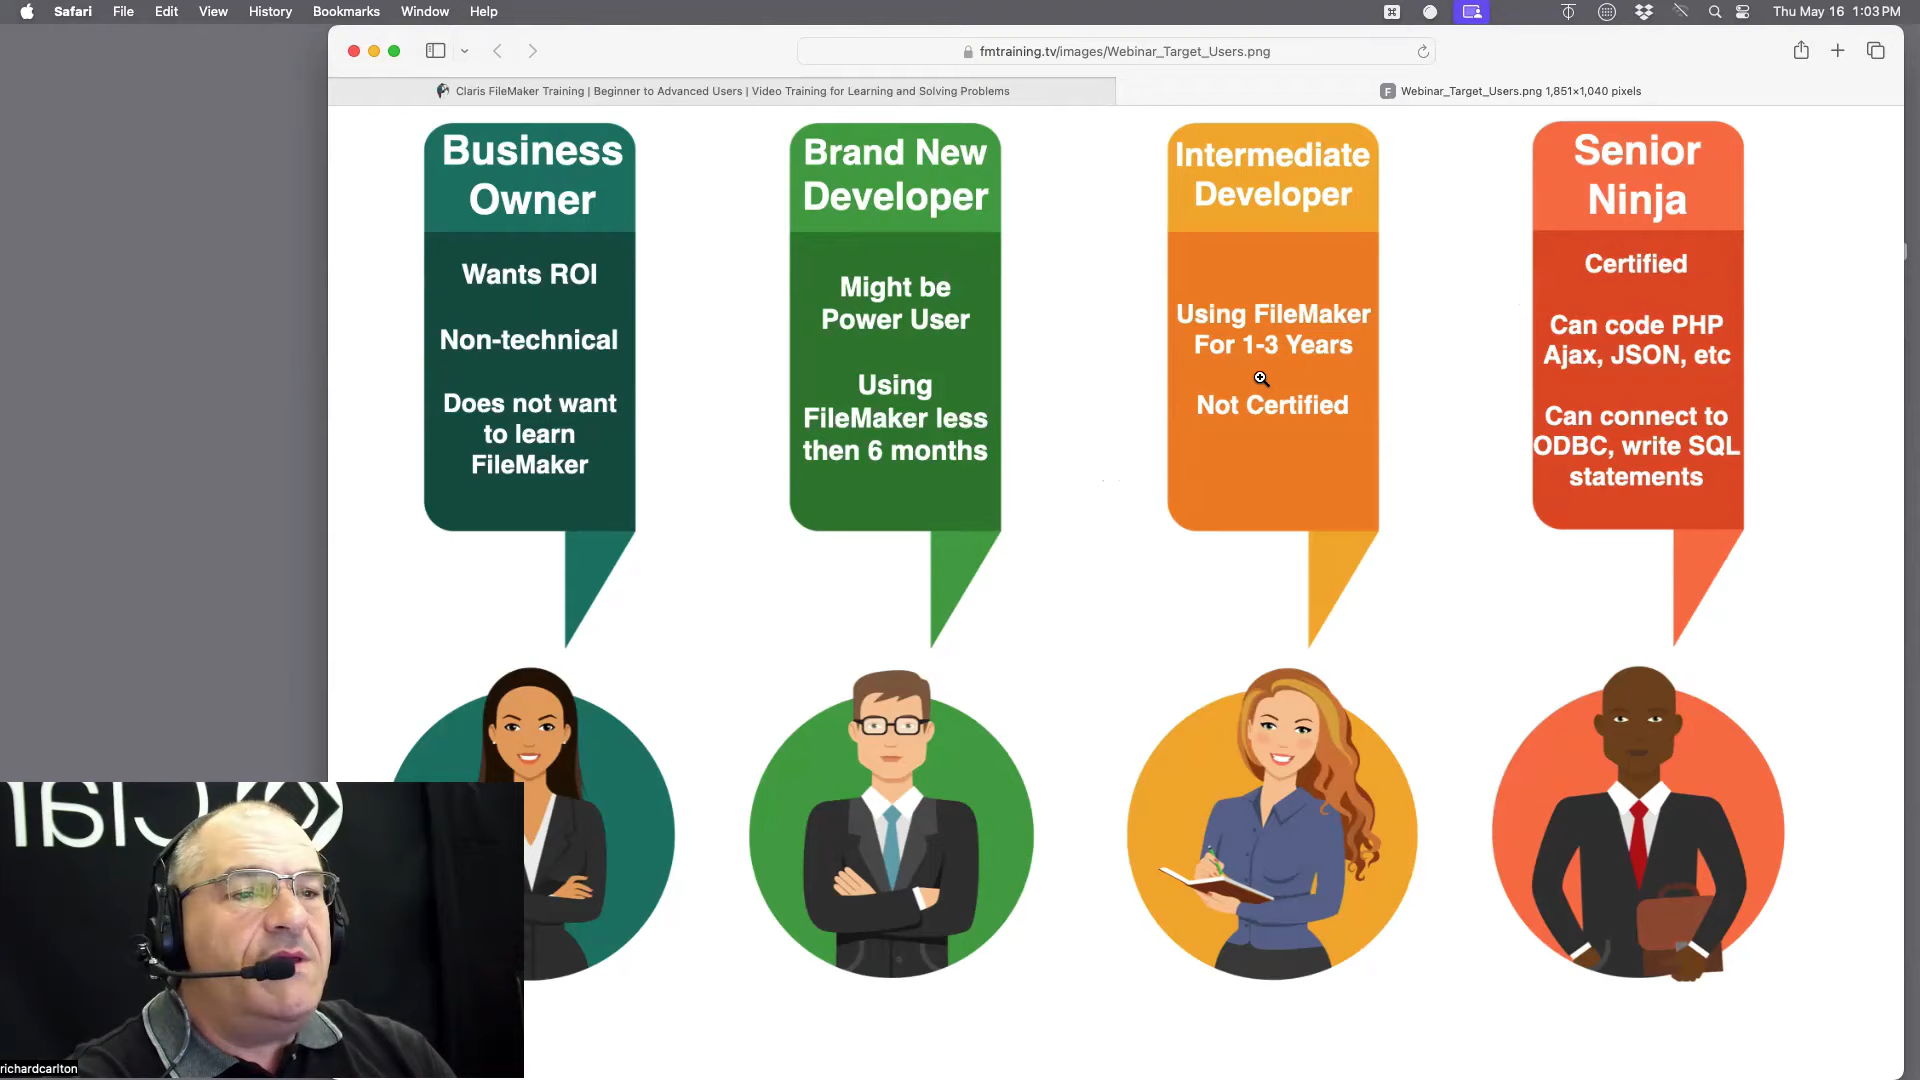 Safari File Edit View History Bookmarks Window Help
Thu May 16 1:03 PM
fmtraining.tv/images/Webinar_Target_Users.png
Claris FileMaker Training | Beginner to Advanced Users | Video Training for Learning and Solving Problems
F Webinar_Target_Users.png 1,851×1,040 pixels
Business
Owner
Wants ROI
Non-technical
Does not want
to learn
FileMaker
Brand New
Developer
Might be
Power User
Using
FileMaker less
then 6 months
Intermediate
Developer
Using FileMaker
For 1-3 Years
Not Certified
Senior
Ninja
Certified
Can code PHP
Ajax, JSON, etc
Can connect to
ODBC, write SQL
statements
richardcarlton